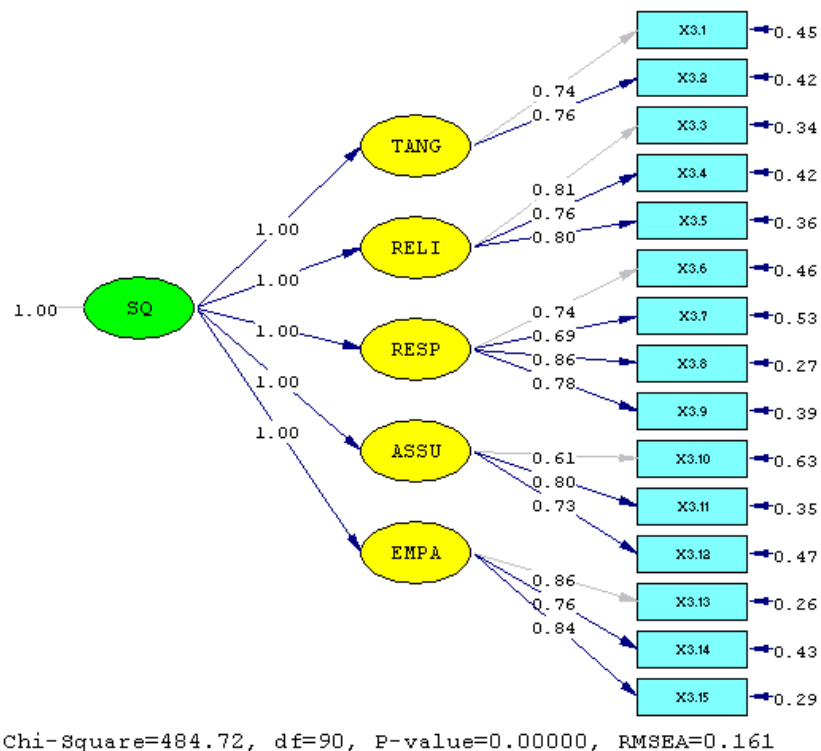 X3.1
0.45
X3.2
0.42
0.74
0.76
X3.3
0.34
TANG
X3.4
0.42
0.81
0.76
0.80
X3.5
0.36
1.00
RELI
X3.6
0.46
1.00
1.00
SQ
X3.7
0.53
0.74
0.69
0.86
0.78
1.00
RESP
X3.8
0.27
1.00
X3.9
0.39
1.00
ASSU
X3.10
0.63
0.61
0.80
0.73
X3.11
0.35
EMPA
X3.12
0.47
0.86
0.76
0.84
X3.13
0.26
X3.14
0.43
X3.15
0.29
Chi-Square=484.72, df=90, P-value=0.00000, RMSEA=0.161